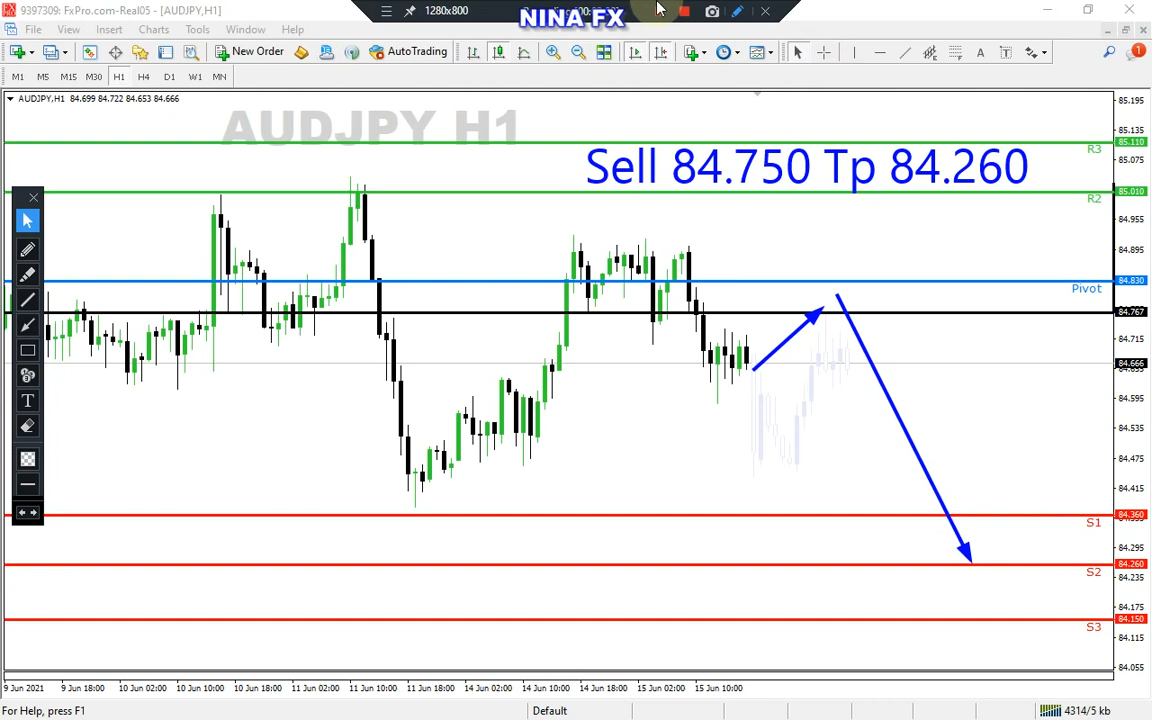 9397309: FxPro.com-Real05 - [AUDJPY,H1]
1280x800
NINA FX
File View Insert Charts Tools Window Help
New Order
AutoTrading
A
T
1
M1 M5 M15 M30 H1 H4 D1 W1 MN
AUDJPY,H1 84.699 84.722 84.653 84.666
AUDJPY H1
Sell 84.750 Tp 84.260
85.195
85.135
85.110
R3
85.075
85.010
R2
84.955
84.895
84.830
Pivot
84.767
84.715
84.666
84.595
84.535
84.475
84.415
84.360
S1
84.295
84.260
S2
84.235
84.175
84.150
S3
84.115
84.055
T
9 Jun 2021 9 Jun 18:00 10 Jun 02:00 10 Jun 10:00 10 Jun 18:00 11 Jun 02:00 11 Jun 10:00 11 Jun 18:00 14 Jun 02:00 14 Jun 10:00 14 Jun 18:00 15 Jun 02:00 15 Jun 10:00
For Help, press F1
Default
4314/5 kb